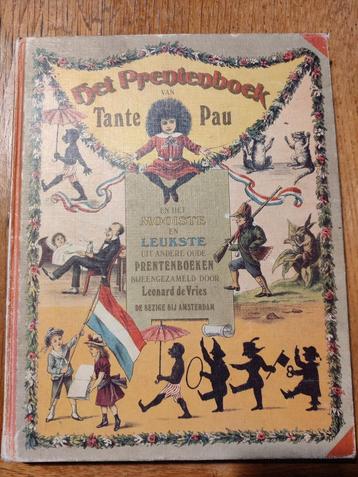 Het Prentenboek
VAN
Tante Pau
EN HET
MOOISTE
EN
LEUKSTE
UIT ANDERE OUDE
PRENTENBOEKEN
BIJEENGEZAMELD DOOR
Leonard de Vries
DE BEZIGE BIJ AMSTERDAM